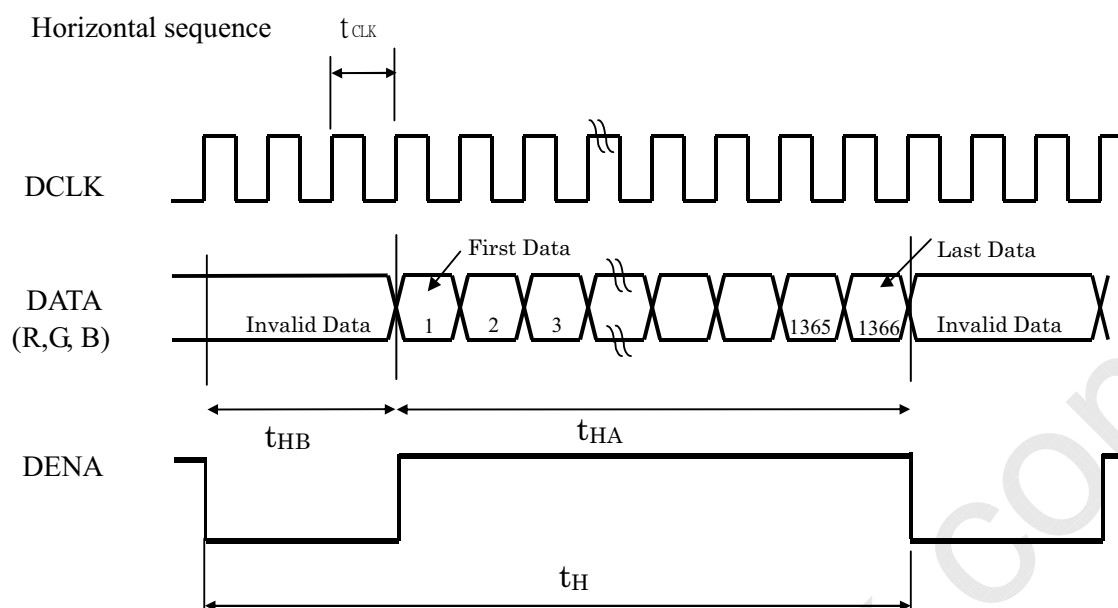 Horizontal sequence tCLK
DCLK
First Data
Last Data
DATA
(R,G, B)
Invalid Data 1 2 3 1365 1366 Invalid Data
tHB tHA
DENA
tH